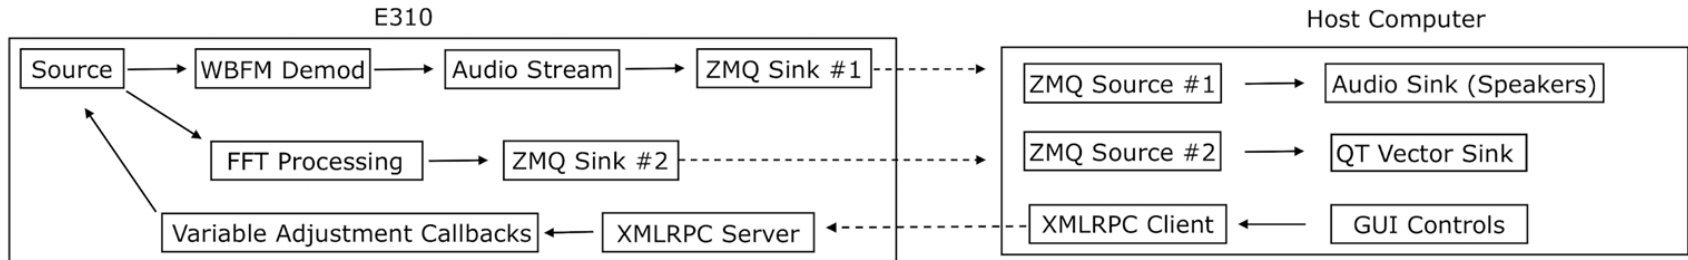 E310
Host Computer
Source
WBFM Demod
Audio Stream
ZMQ Sink #1
ZMQ Source #1
Audio Sink (Speakers)
FFT Processing
ZMQ Sink #2
ZMQ Source #2
QT Vector Sink
Variable Adjustment Callbacks
XMLRPC Server
XMLRPC Client
GUI Controls